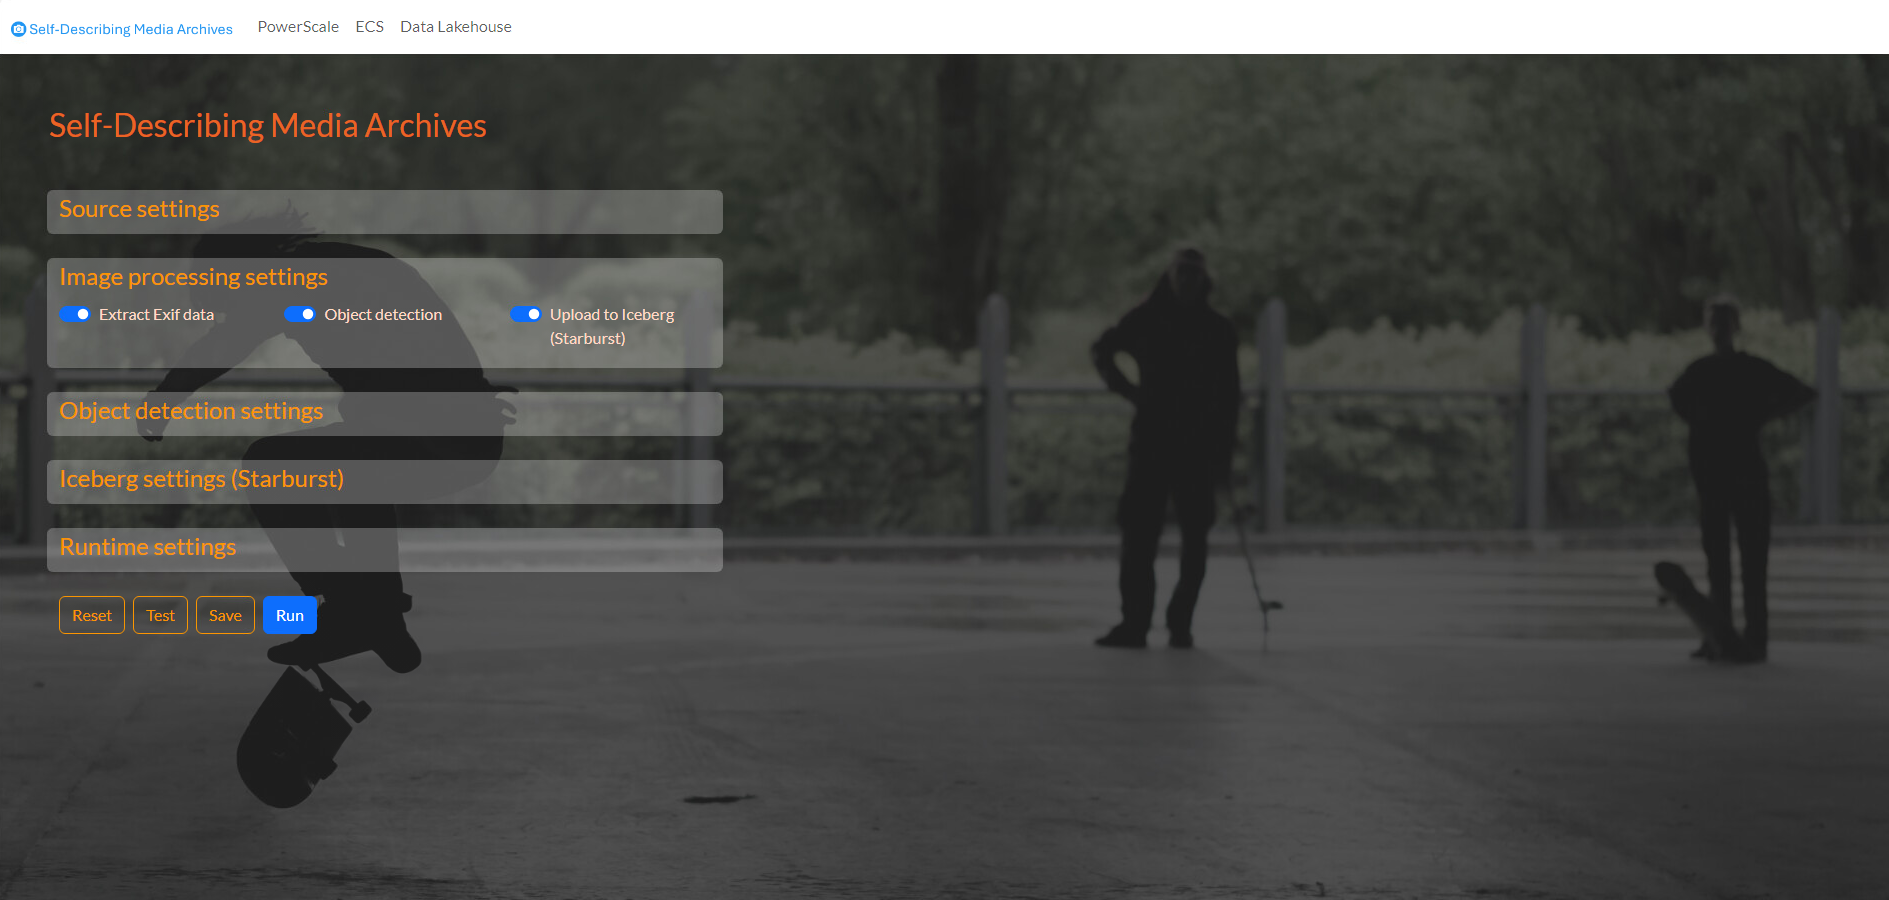 Self-Describing Media Archives PowerScale ECS Data Lakehouse
Self-Describing Media Archives
Source settings
Image processing settings
Extract Exif data Object detection Upload to Iceberg
(Starburst)
Object detection settings
Iceberg settings (Starburst)
Runtime settings
Reset Test Save Run